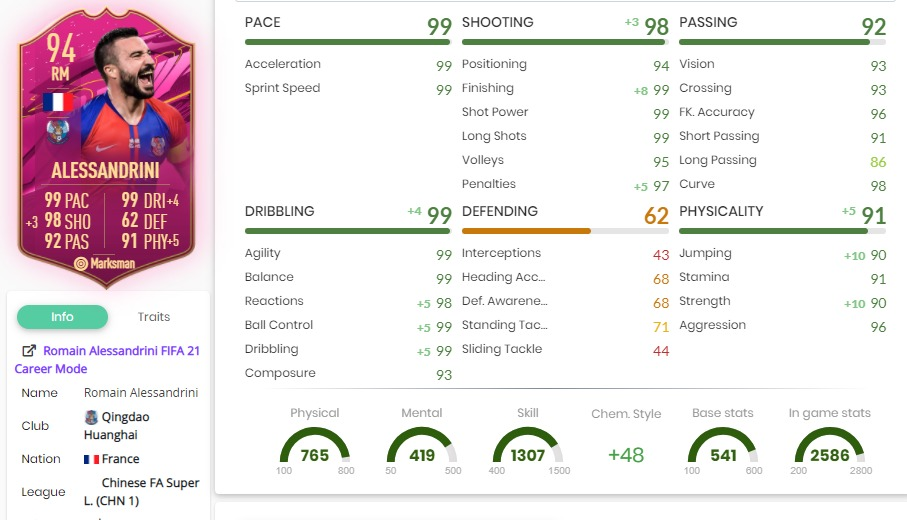 94
RM
ALESSANDRINI
99 PAC 99 DRI+4
+3 98 SHO 62 DEF
92 PAS 91 PHY+5
Marksman
Info Traits
Romain Alessandrini FIFA 21
Career Mode
Name Romain Alessandrini
Club Qingdao
Huanghai
Nation France
League Chinese FA Super
L. (CHN 1)
PACE 99
Acceleration 99
Sprint Speed 99
SHOOTING +3 98
Positioning 94
Finishing +8 99
Shot Power 99
Long Shots 99
Volleys 95
Penalties +5 97
PASSING 92
Vision 93
Crossing 93
FK. Accuracy 96
Short Passing 91
Long Passing 86
Curve 98
DRIBBLING +4 99
Agility 99
Balance 99
Reactions +5 98
Ball Control +5 99
Dribbling +5 99
Composure 93
DEFENDING 62
Interceptions 43
Heading Acc... 68
Def. Awarene... 68
Standing Tac... 71
Sliding Tackle 44
PHYSICALITY +5 91
Jumping +10 90
Stamina 91
Strength +10 90
Aggression 96
Physical
765
100 800
Mental
419
50 500
Skill
1307
400 1500
Chem. Style
+48
Base stats
541
100 600
In game stats
2586
200 2800